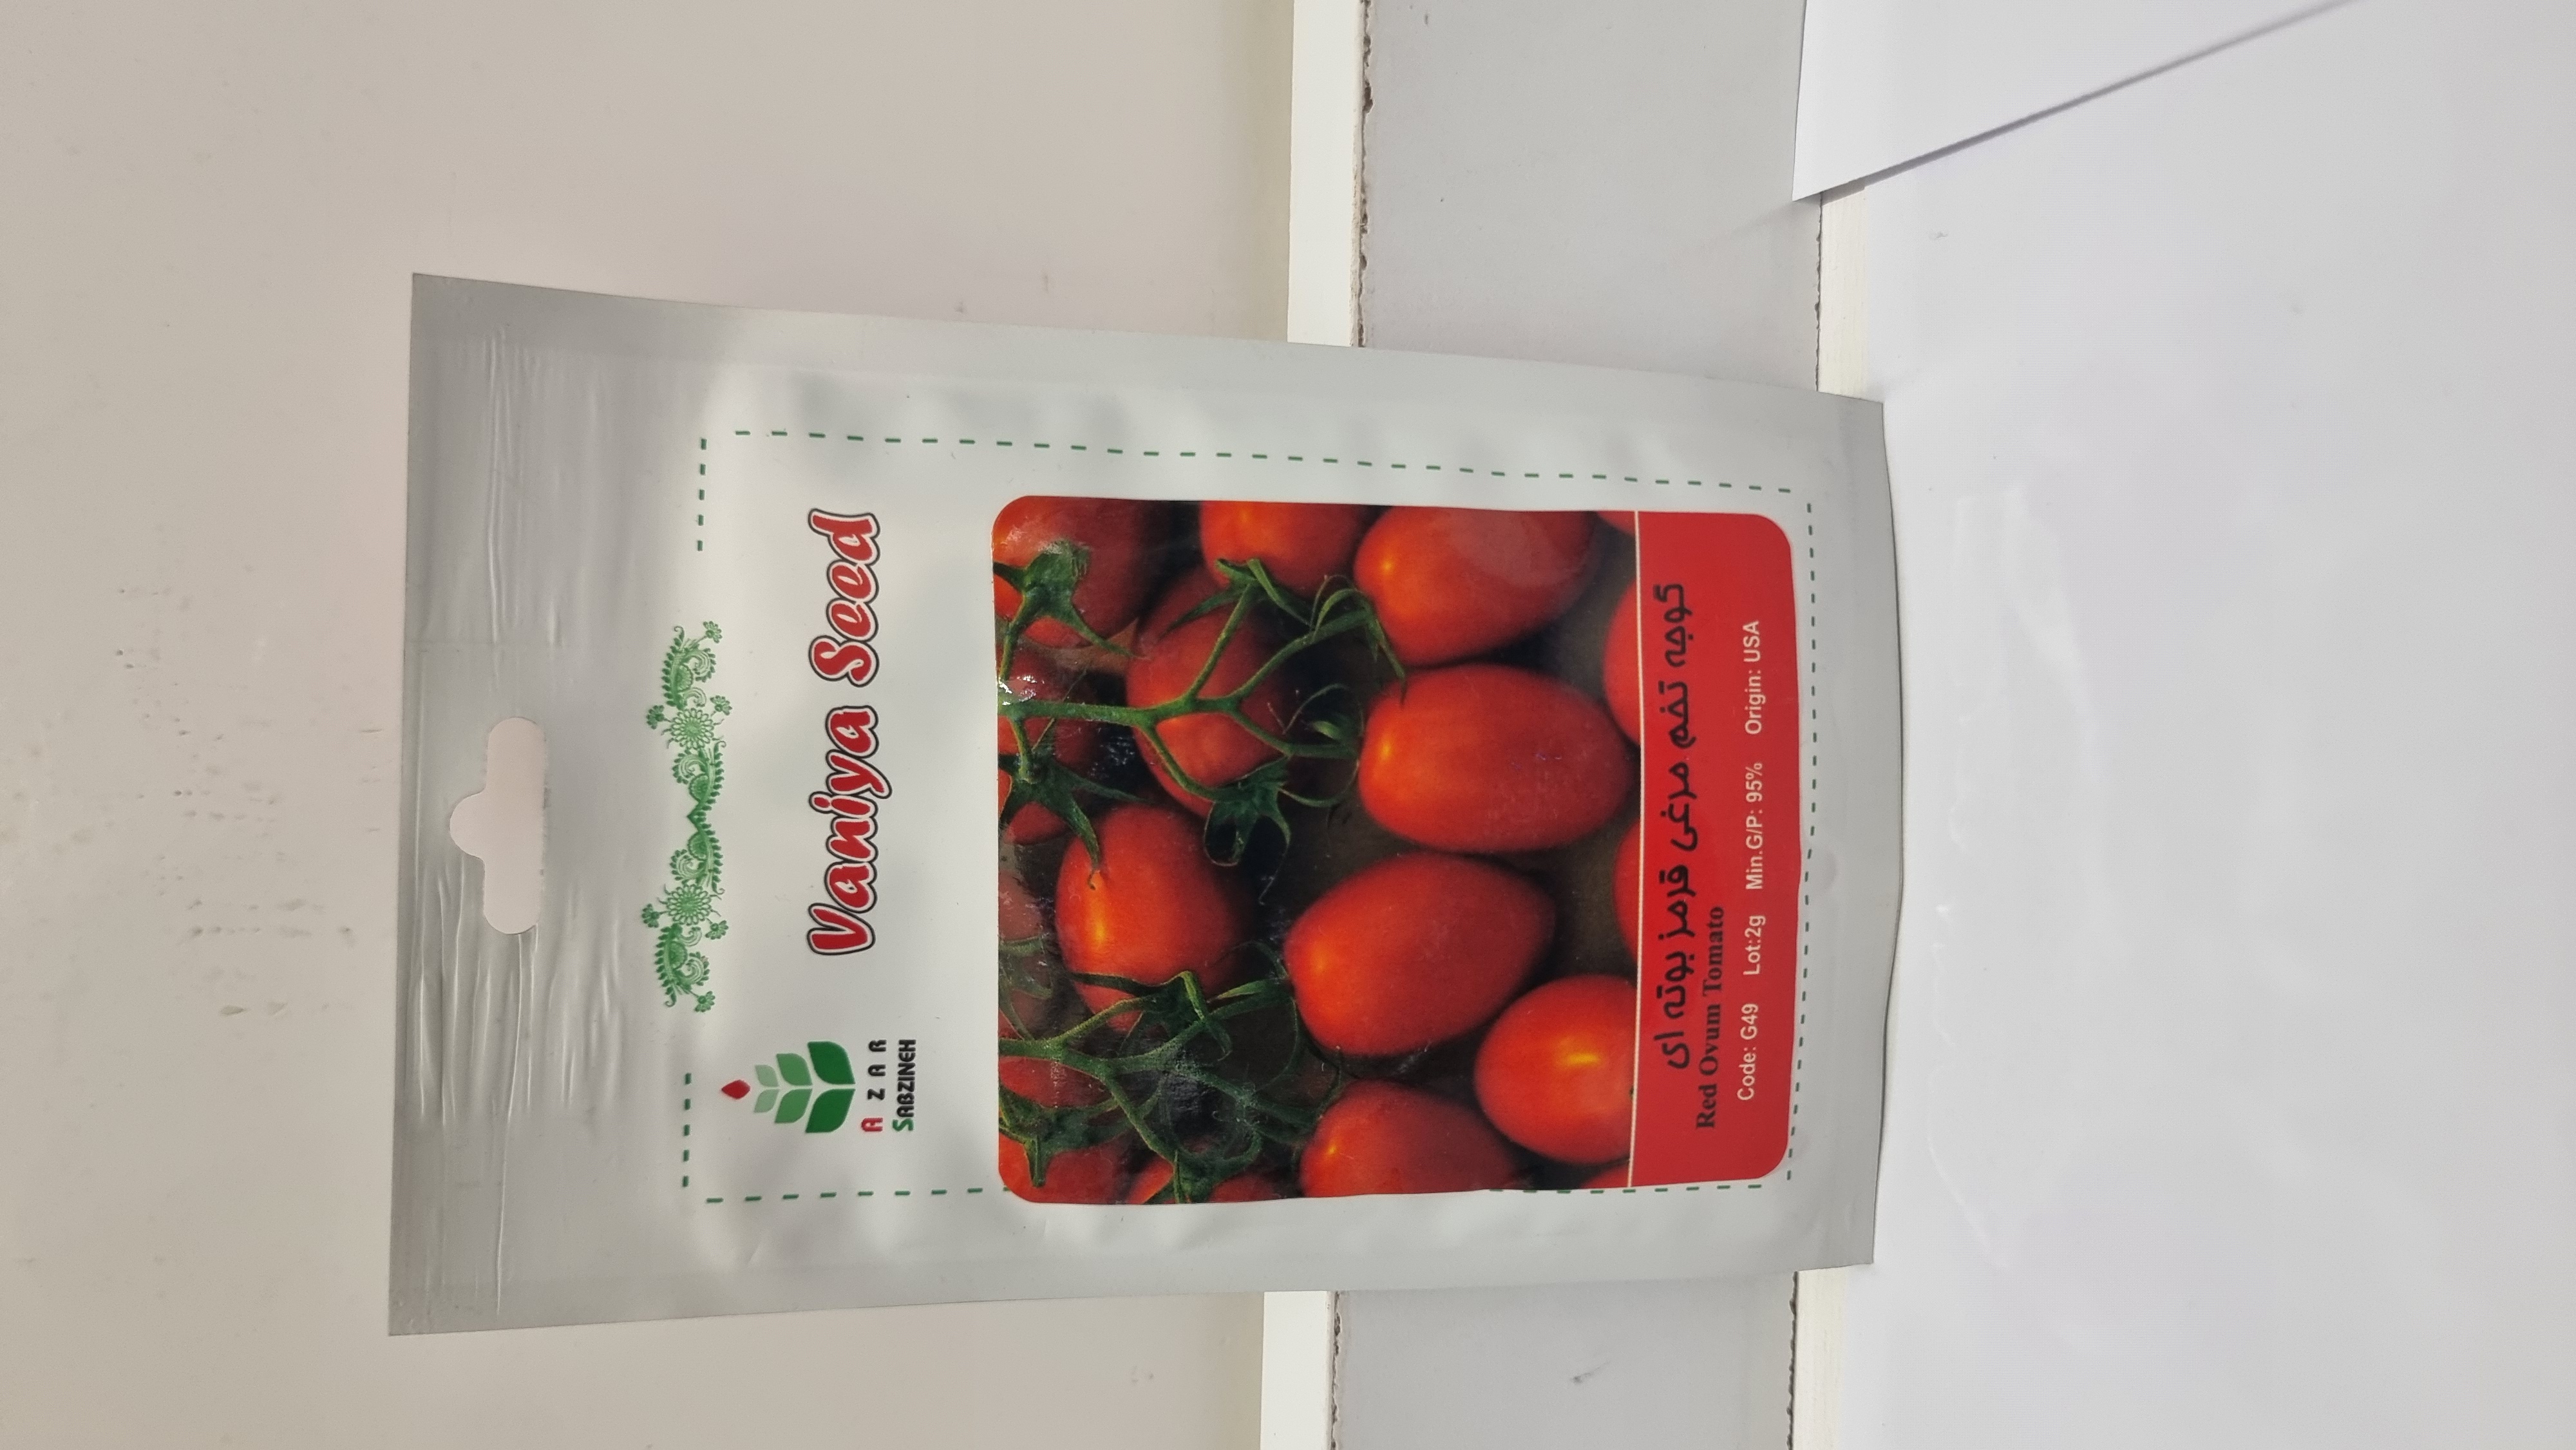 Vaniya Seed
AZAR
SABZINEH
گوجه تخم مرغی قرمز بوته ای
Red Ovum Tomato
Code: G49 Lot:2g Min.G/P: 95% Origin: USA